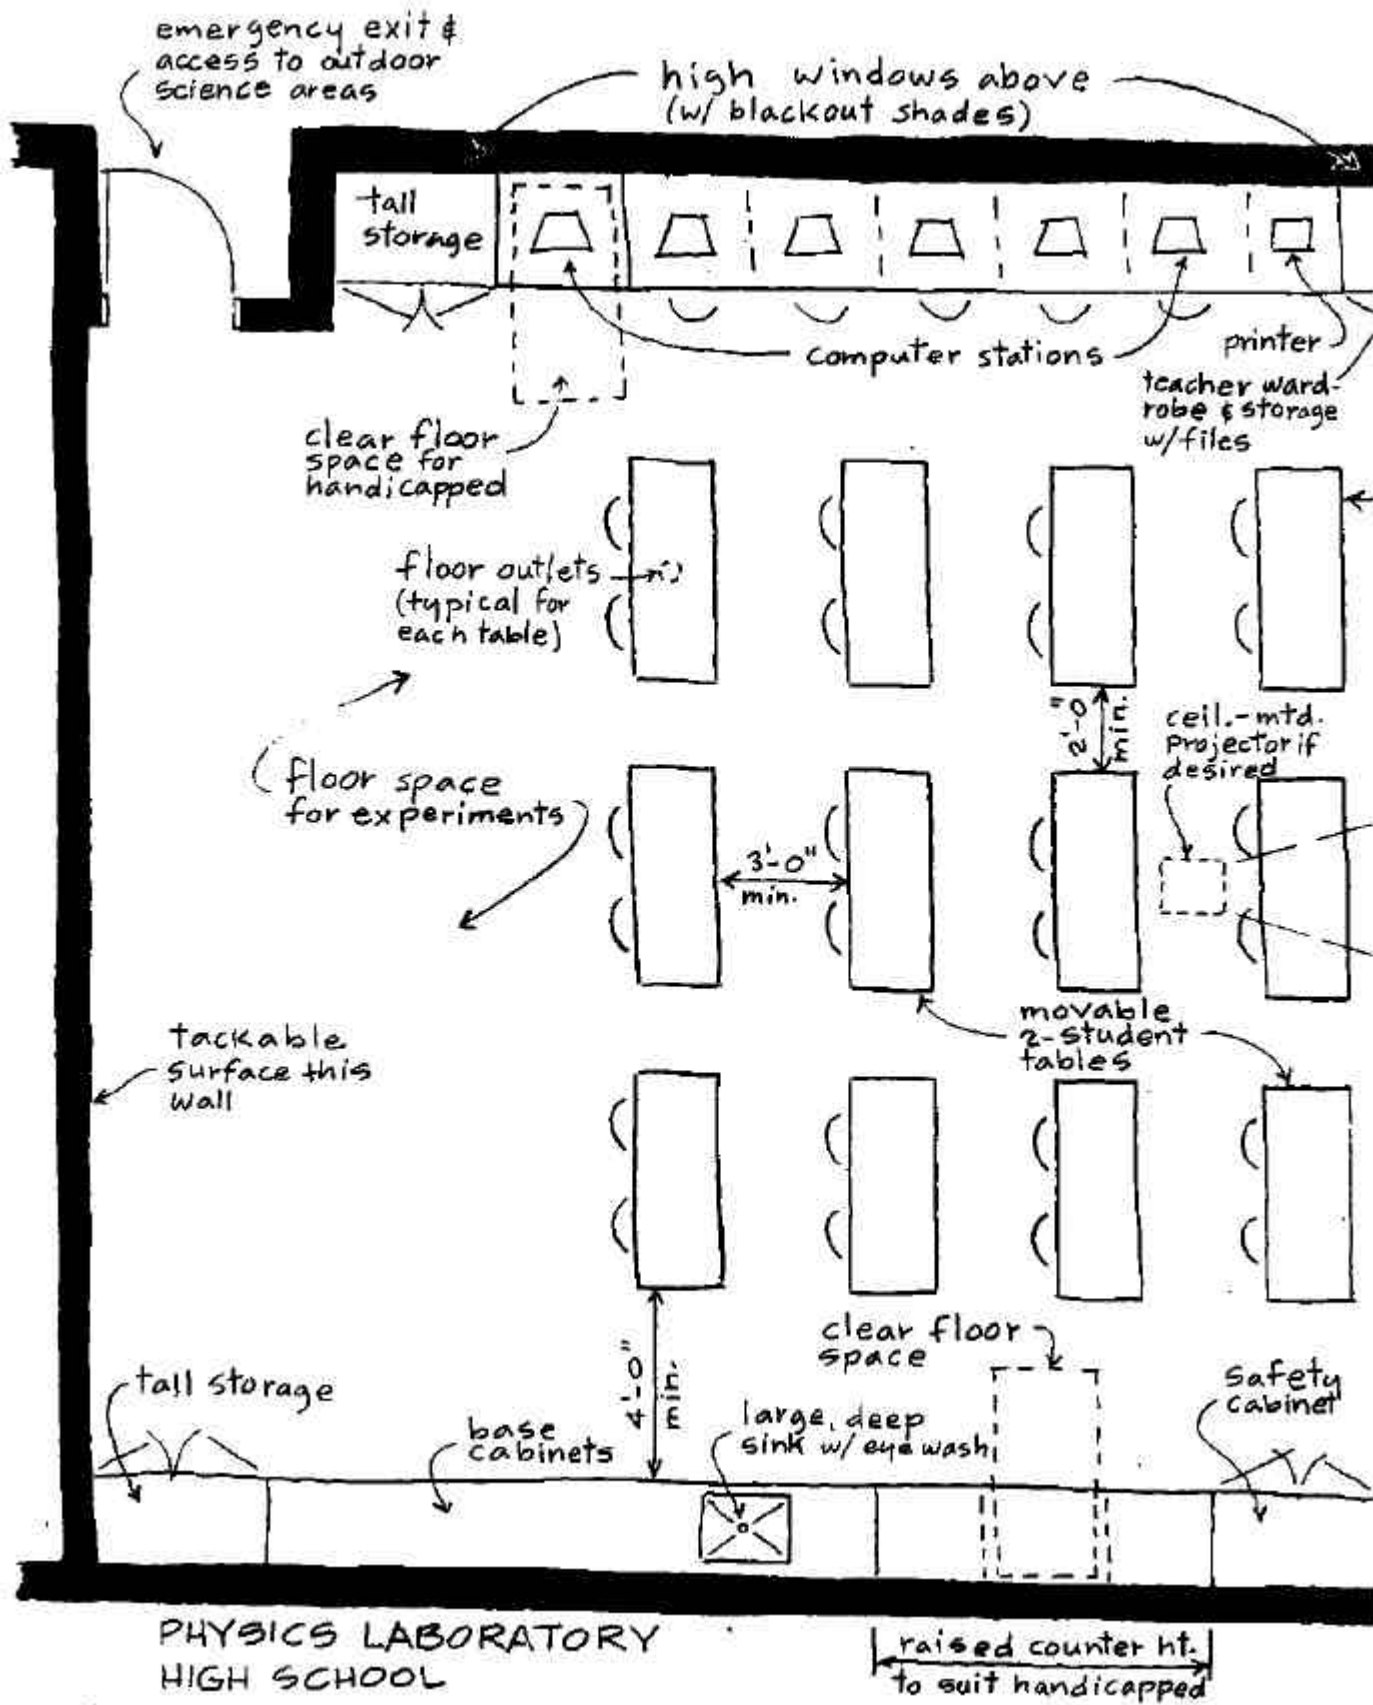 emergency exit &
access to outdoor
science areas
high windows above
(w/ blackout shades)
tall
storage
computer stations
printer
teacher ward-
robe & storage
w/files
clear floor
space for
handicapped
floor outlets
(typical for
each table)
2'-0"
min.
ceil.-mtd.
Projector if
desired
floor space
for experiments
3'-0"
min.
movable
2-student
tables
tackable
surface this
wall
clear floor
space
4'-0"
min.
tall storage
base
cabinets
large, deep
sink w/ eye wash
safety
cabinet
PHYSICS LABORATORY
HIGH SCHOOL
raised counter ht.
to suit handicapped